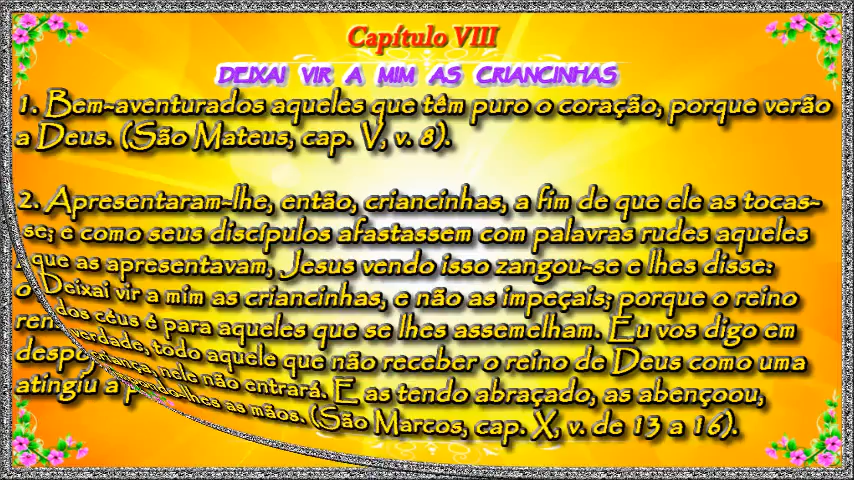 Capítulo VIII
DEIXAI VIR A MIM AS CRIANCINHAS
1. Bem-aventurados aqueles que têm puro o coração, porque verão
a Deus. (São Mateus, cap. V, v. 8).
2. Apresentaram-lhe, então, criancinhas, a fim de que ele as tocas-
se; e como seus discípulos afastassem com palavras rudes aqueles
que as apresentavam, Jesus vendo isso zangou-se e lhes disse:
Deixai vir a mim as criancinhas, e não as impeçais; porque o reino
dos céus é para aqueles que se lhes assemelham. Eu vos digo em
verdade, todo aquele que não receber o reino de Deus como uma
criança, nele não entrará. E as tendo abraçado, as abençoou,
pondo-lhes as mãos. (São Marcos, cap. X, v. de 13 a 16).
o
atingiu a